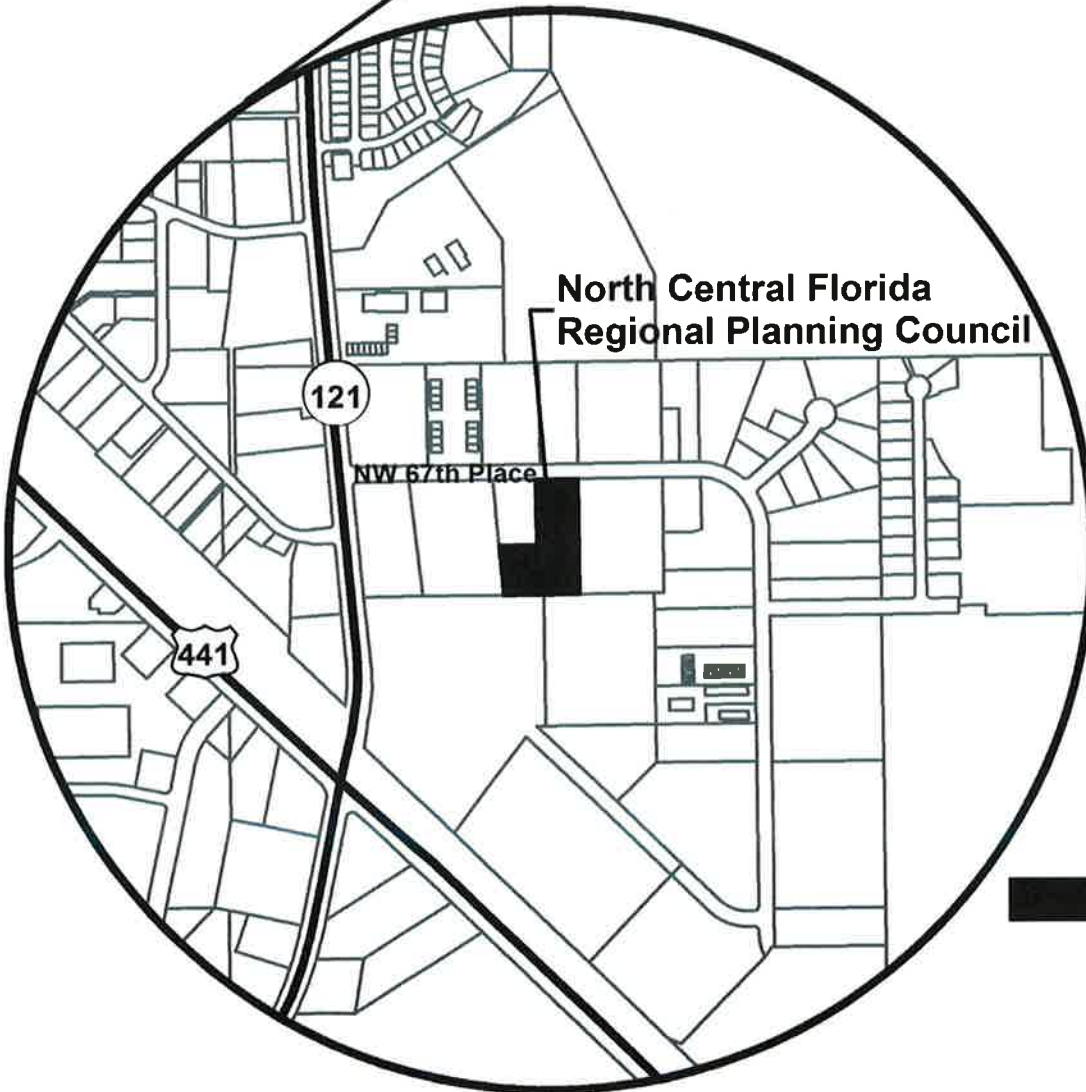 North Central Florida
Regional Planning Council
121
NW 67th Place
441